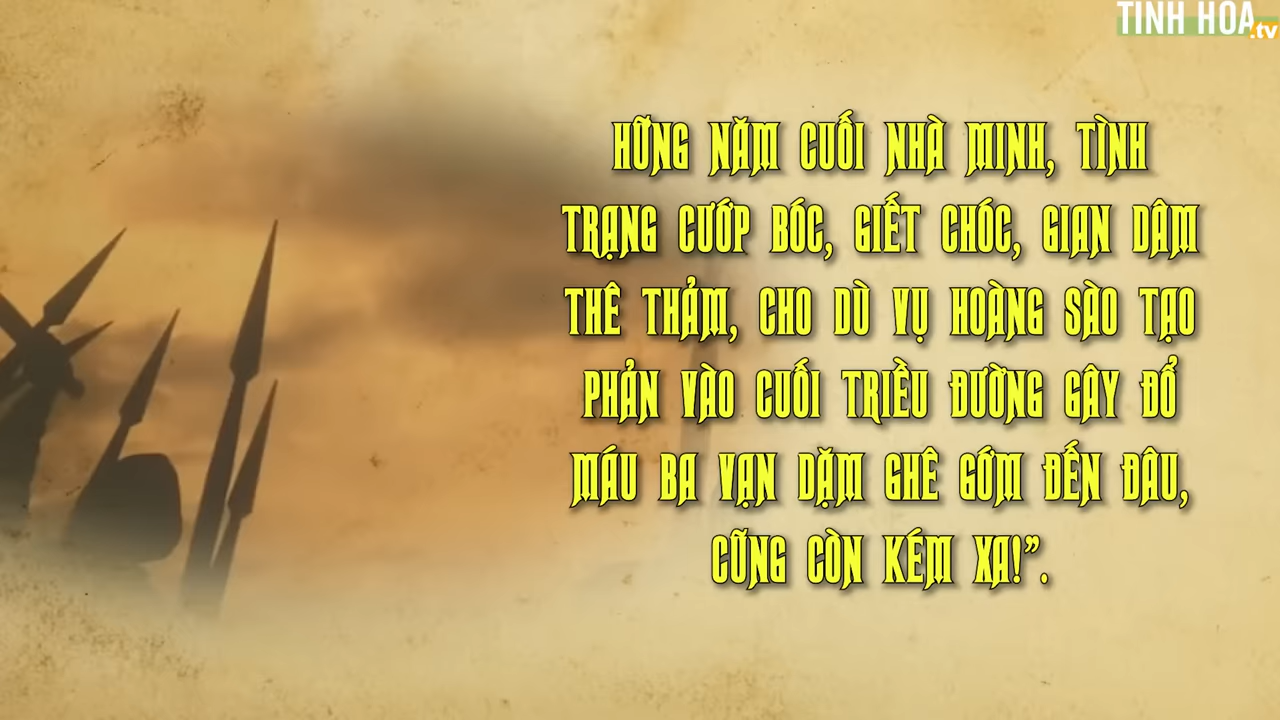 TINH HOA.tv
HỮNG NĂM CUỐI NHÀ MINH, TÌNH
TRẠNG CƯỚP BÓC, GIẾT CHÓC, GIAN DÂM
THÊ THẢM, CHO DÙ VỤ HOÀNG SÀO TẠO
PHẢN VÀO CUỐI TRIỀU ĐƯỜNG GÂY ĐỔ
MÁU BA VẠN DẶM GHÊ GỚM ĐẾN ĐÂU,
CŨNG CÒN KÉM XA!”.